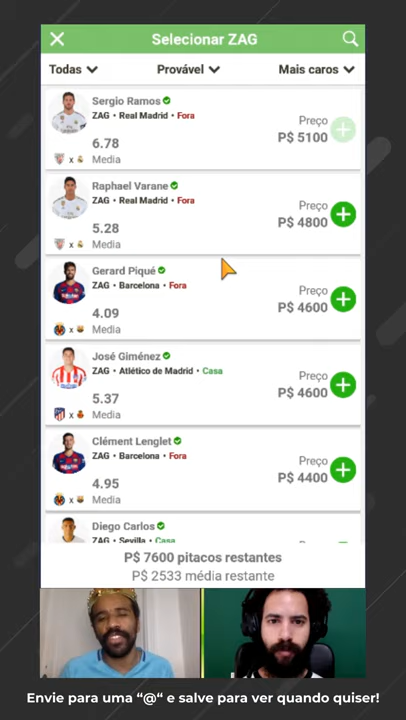 Selecionar ZAG
Todas
Provável
Mais caros
Sergio Ramos
ZAG • Real Madrid • Fora
6.78
Media
x
Preço
P$ 5100
Raphael Varane
ZAG • Real Madrid • Fora
5.28
Media
x
Preço
P$ 4800
Gerard Piqué
ZAG • Barcelona • Fora
4.09
Media
x
Preço
P$ 4600
José Giménez
ZAG • Atlético de Madrid • Casa
5.37
Media
x
Preço
P$ 4600
Clément Lenglet
ZAG • Barcelona • Fora
4.95
Media
x
Preço
P$ 4400
Diego Carlos
ZAG • Sevilla • Casa
P$ 7600 pitacos restantes
P$ 2533 média restante
Envie para uma “@“ e salve para ver quando quiser!